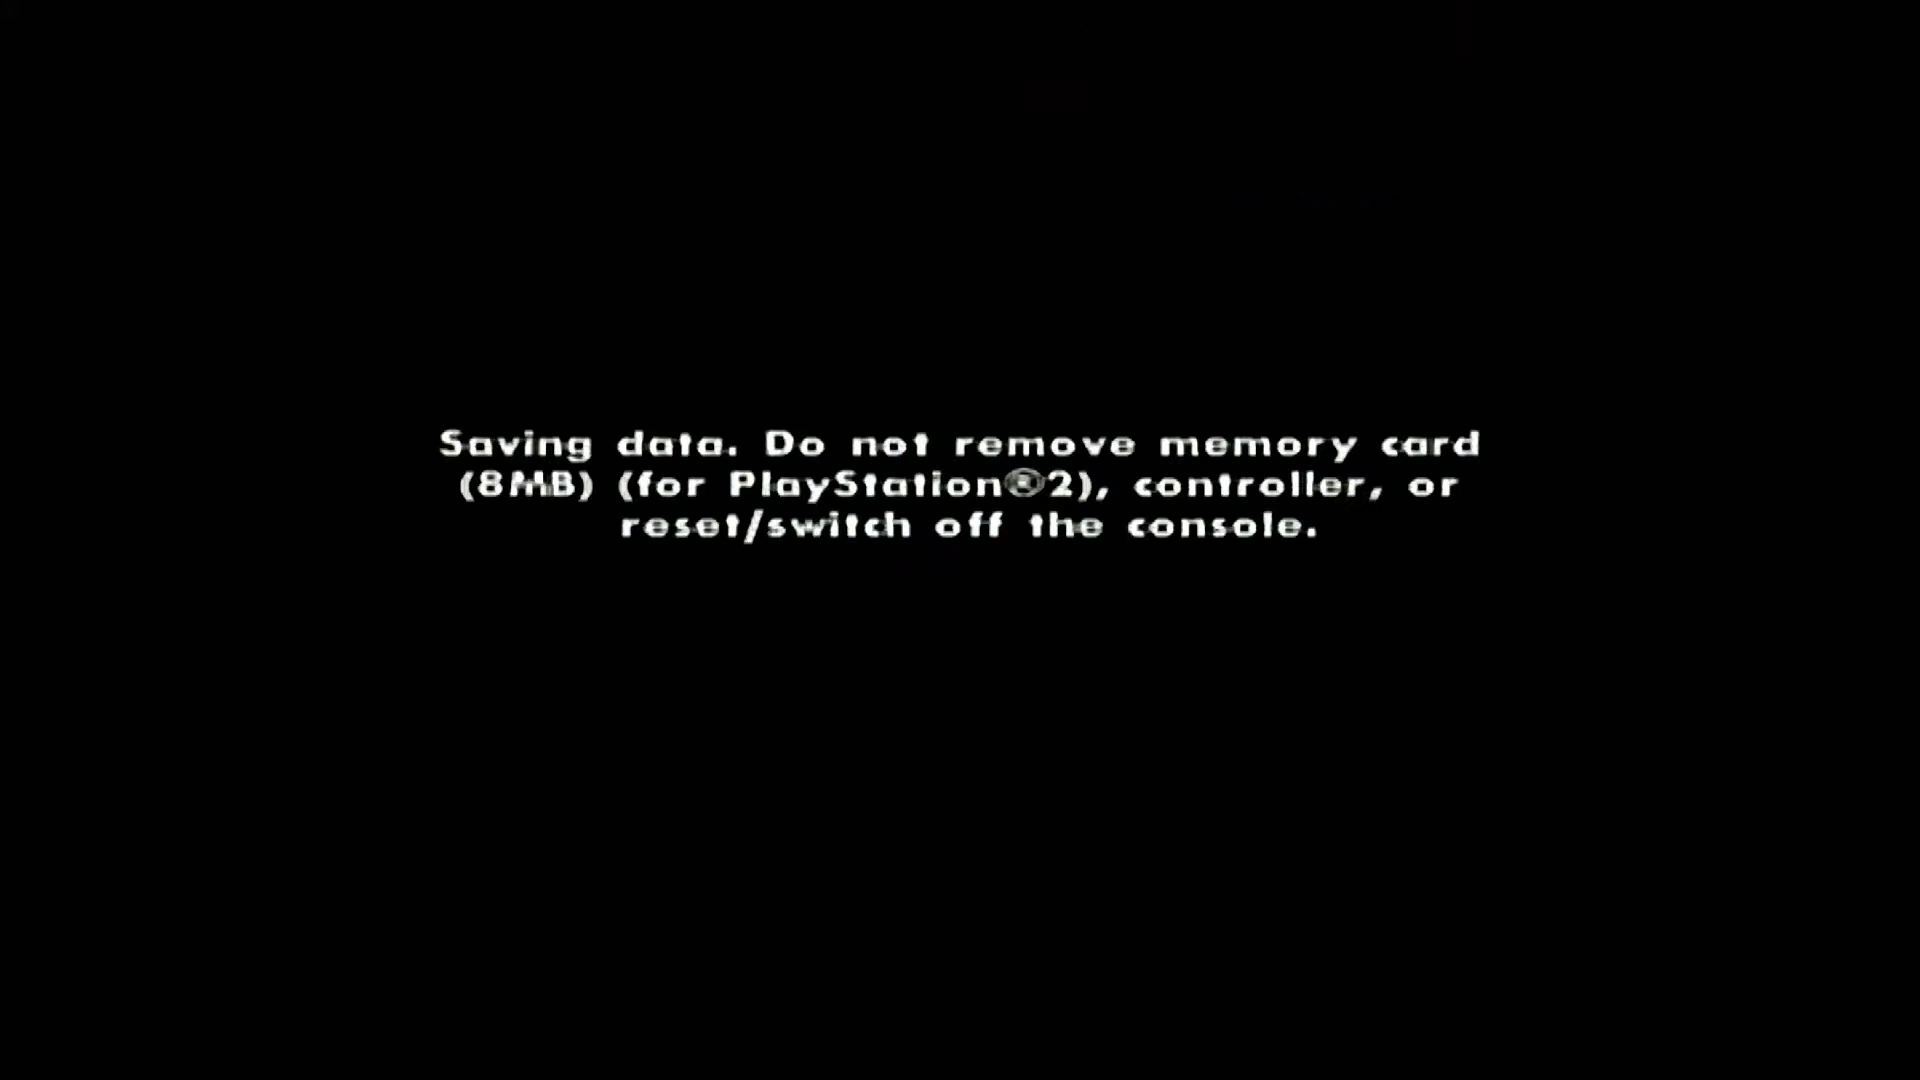 Saving data. Do not remove memory card
(8MB) (for PlayStation®2), controller, or
reset/switch off the console.